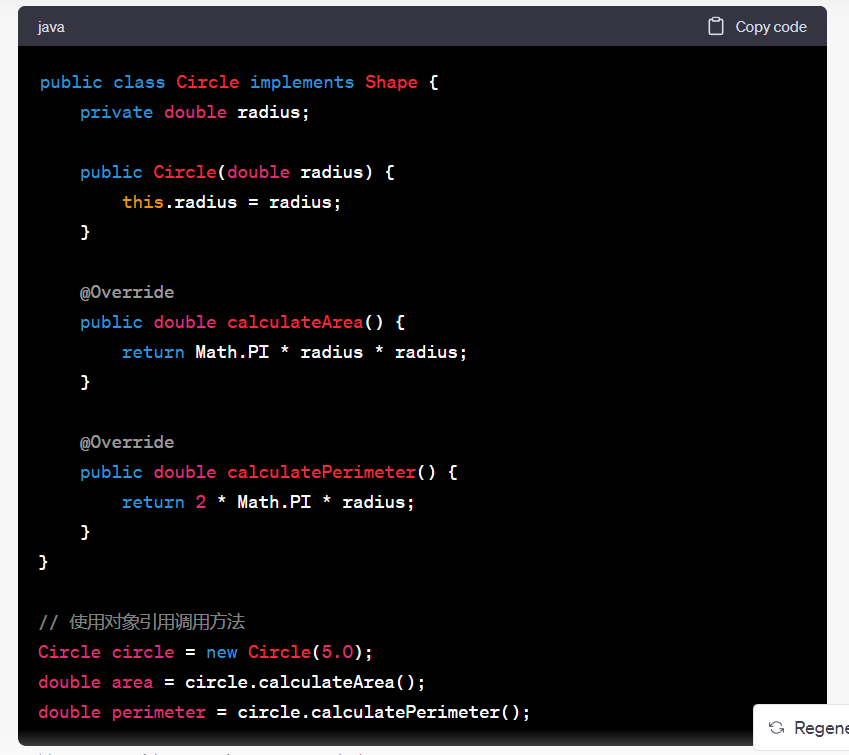 java
Copy code
public class Circle implements Shape {
    private double radius;

    public Circle(double radius) {
        this.radius = radius;
    }

    @Override
    public double calculateArea() {
        return Math.PI * radius * radius;
    }

    @Override
    public double calculatePerimeter() {
        return 2 * Math.PI * radius;
    }
}

// 使用对象引用调用方法
Circle circle = new Circle(5.0);
double area = circle.calculateArea();
double perimeter = circle.calculatePerimeter();
Regene